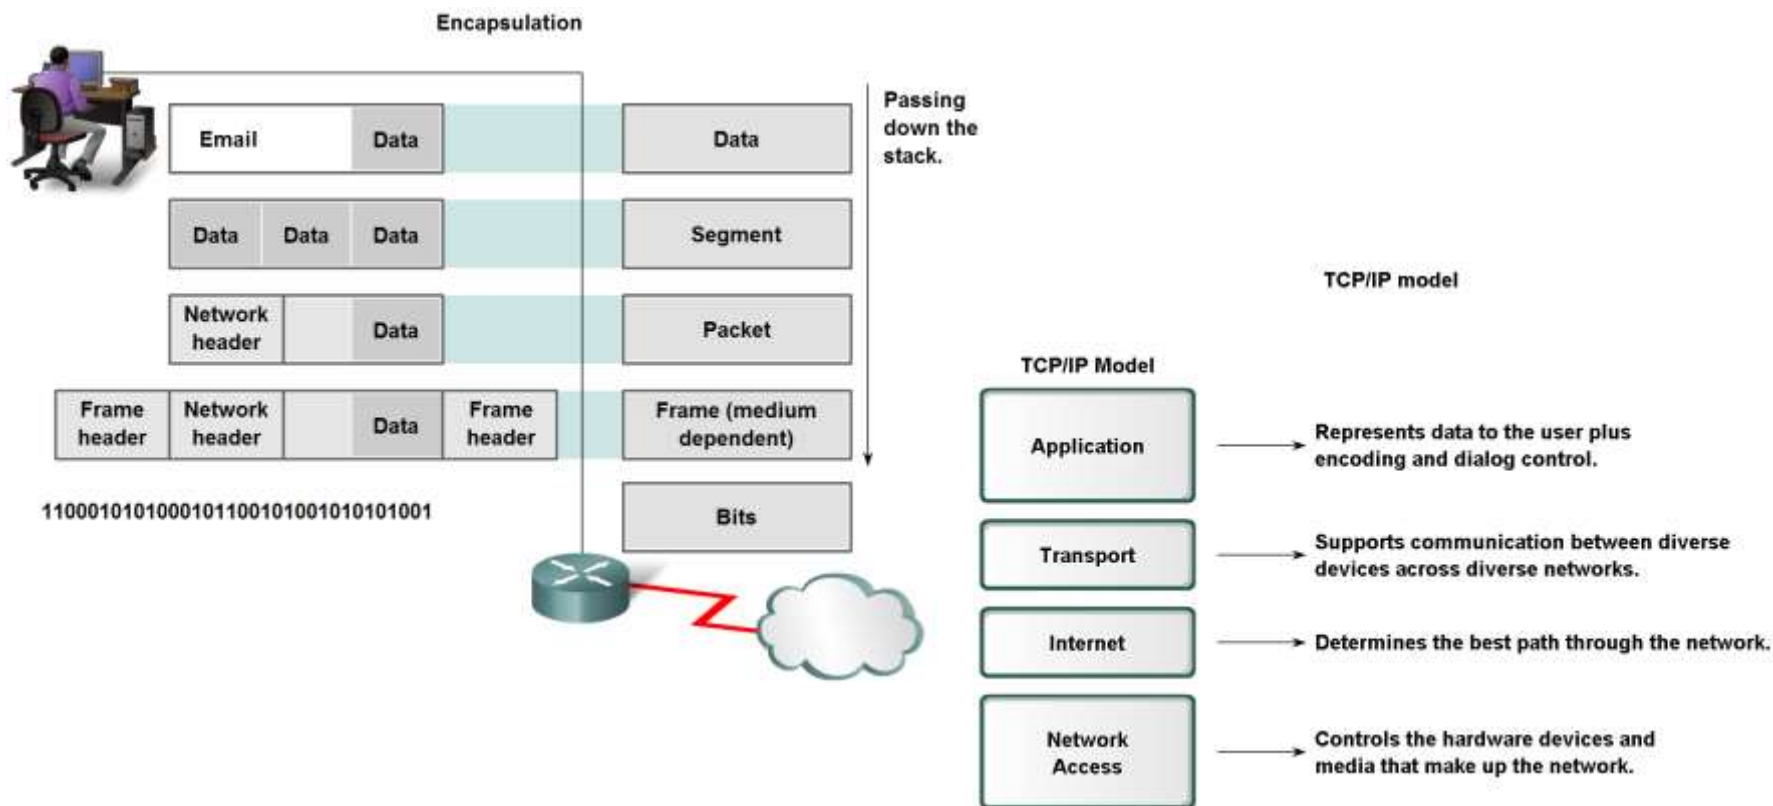 Encapsulation
Email
Data
Data
Passing
down the
stack.
Data
Data
Data
Segment
Network
header
Data
Packet
Frame
header
Network
header
Data
Frame
header
Frame (medium
dependent)
11000101010001011001010010101010​01
Bits
TCP/IP model
TCP/IP Model
Application
Represents data to the user plus
encoding and dialog control.
Transport
Supports communication between diverse
devices across diverse networks.
Internet
Determines the best path through the network.
Network
Access
Controls the hardware devices and
media that make up the network.